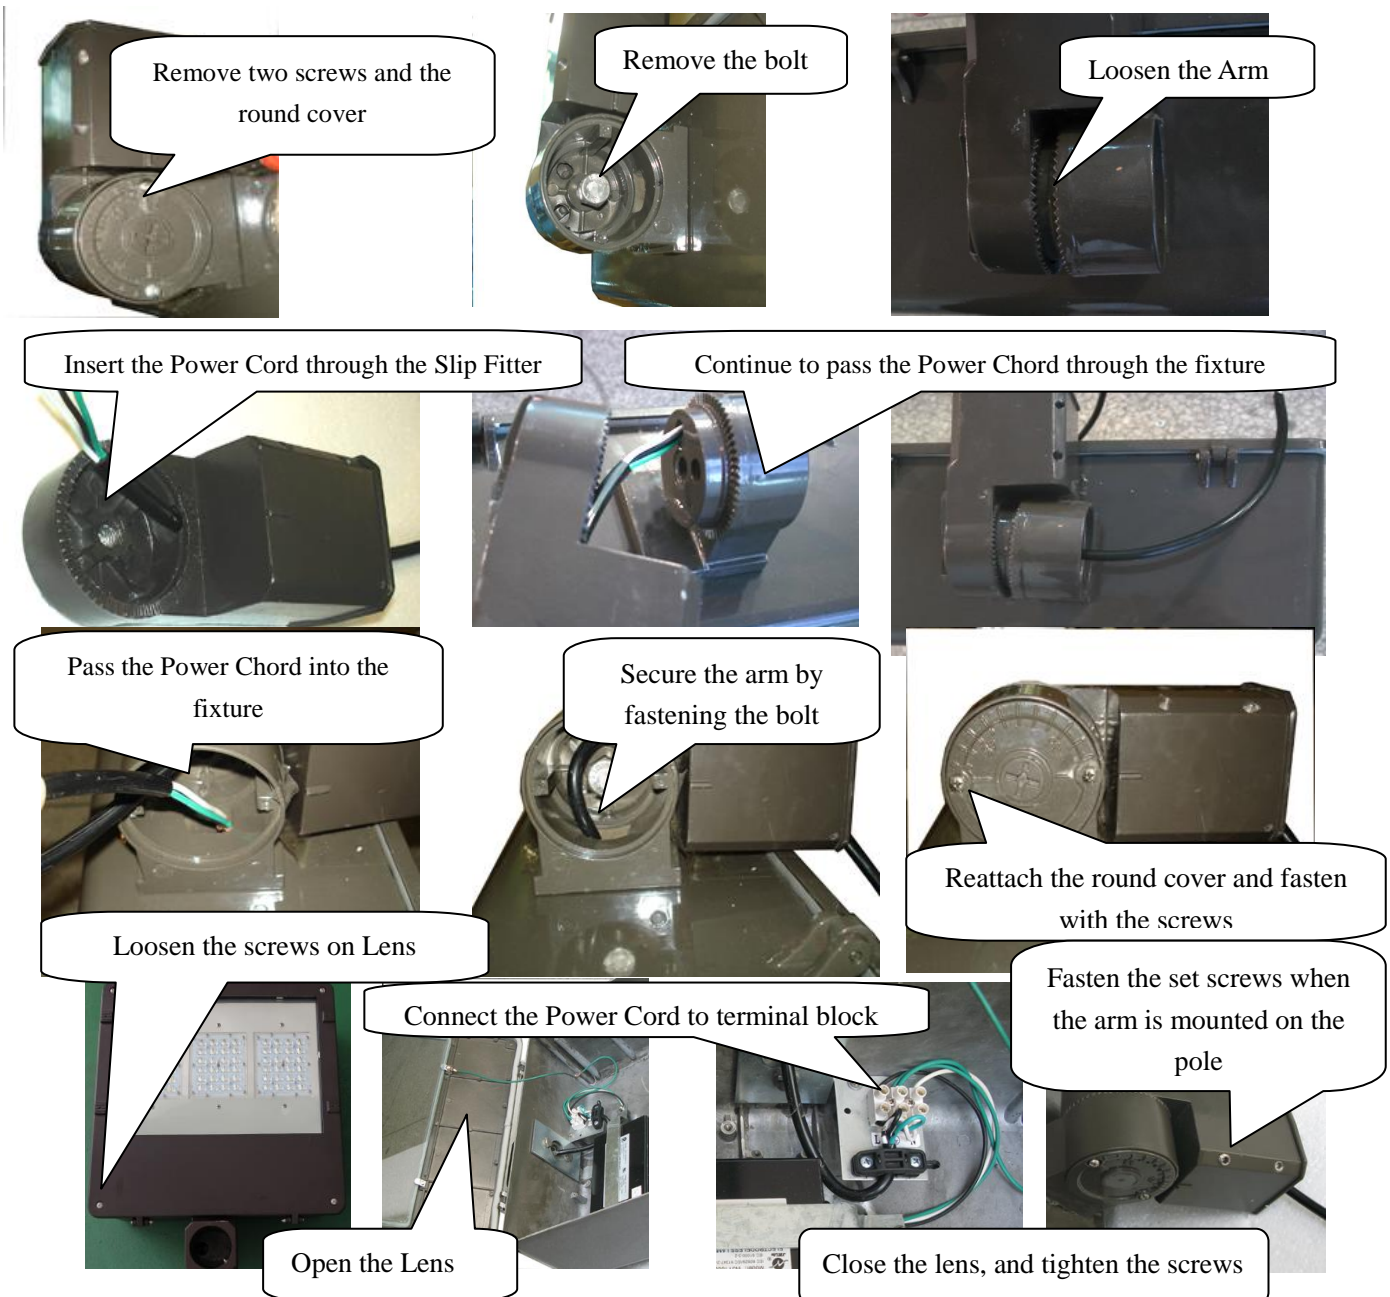 Remove two screws and the
round cover
Remove the bolt
Loosen the Arm
Insert the Power Cord through the Slip Fitter
Continue to pass the Power Chord through the fixture
Pass the Power Chord into the
fixture
Secure the arm by
fastening the bolt
Reattach the round cover and fasten
with the screws
Loosen the screws on Lens
Connect the Power Cord to terminal block
Fasten the set screws when
the arm is mounted on the
pole
Open the Lens
Close the lens, and tighten the screws